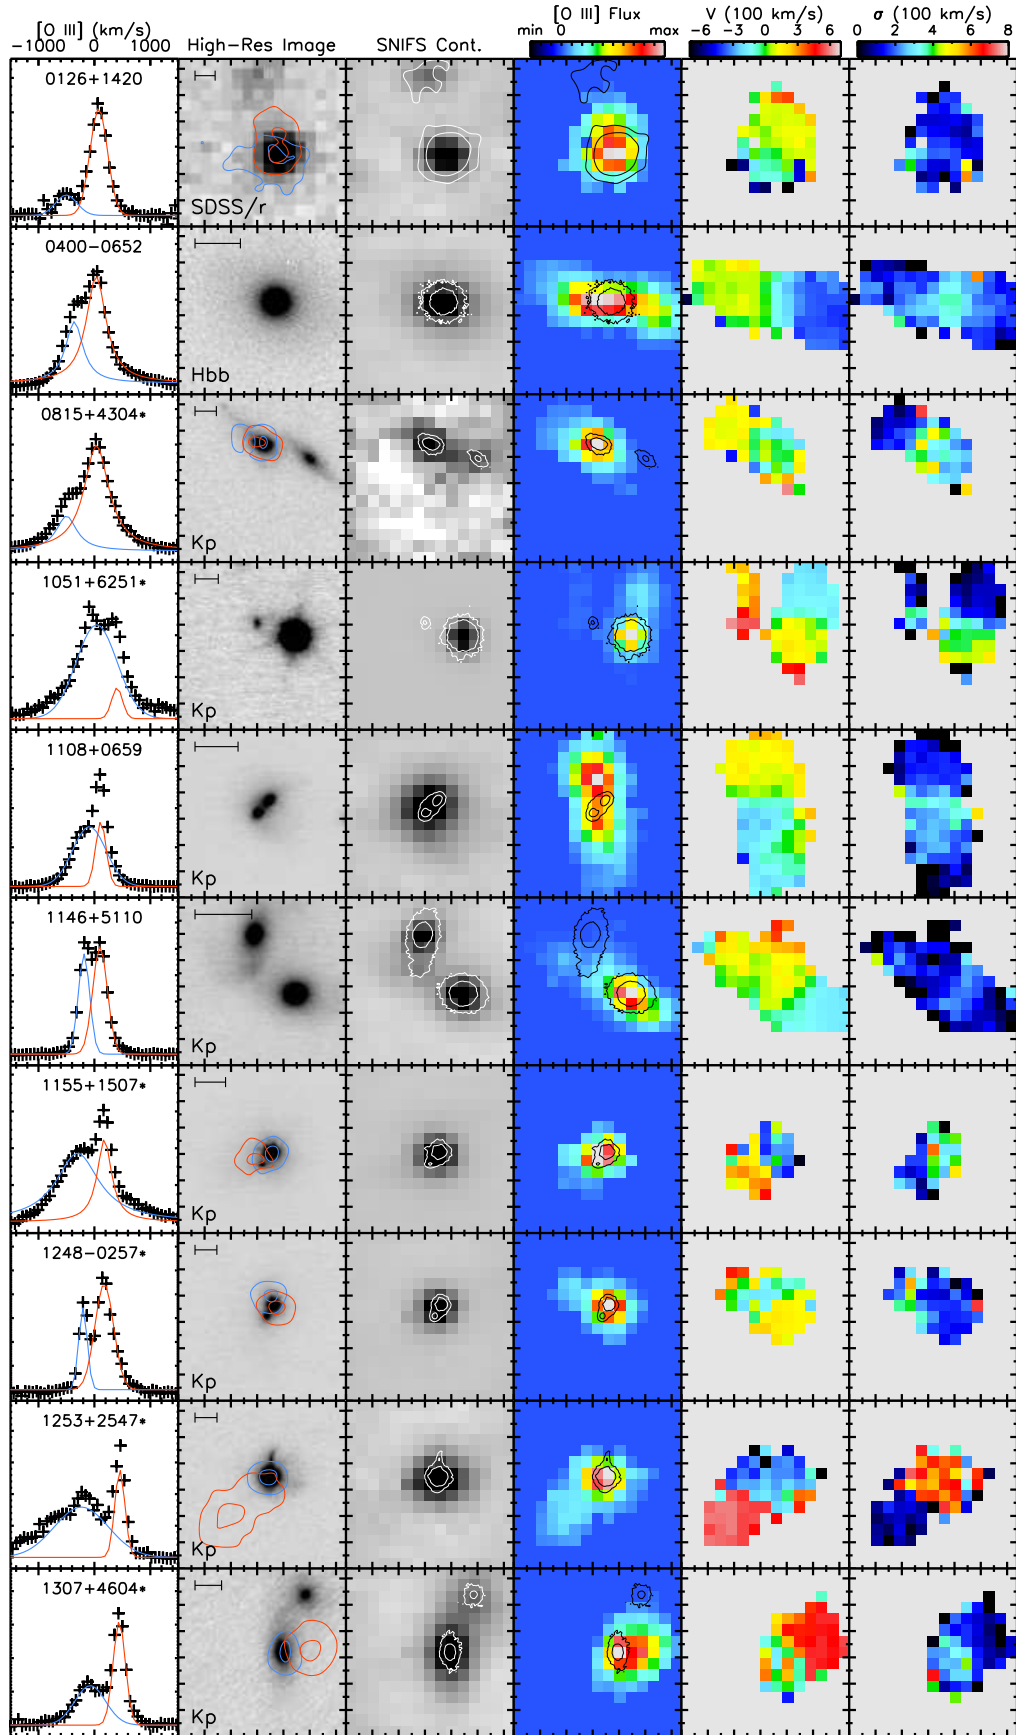 [O III] (km/s)
−1000 0 1000
High−Res Image
SNIFS Cont.
[O III] Flux
min 0 max
V (100 km/s)
−6 −3 0 3 6
σ (100 km/s)
0 2 4 6 8
0126+1420
SDSS/r
0400−0652
Hbb
0815+4304*
Kp
1051+6251*
Kp
1108+0659
Kp
1146+5110
Kp
1155+1507*
Kp
1248−0257*
Kp
1253+2547*
Kp
1307+4604*
Kp